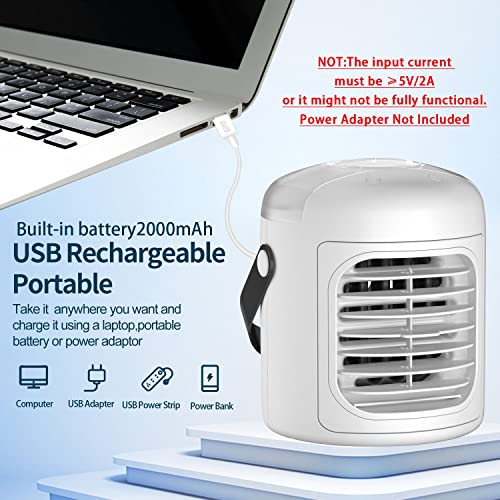 NOT:The input current
must be ≥5V/2A
or it might not be fully functional.
Power Adapter Not Included
Built-in battery2000mAh
USB Rechargeable
Portable
Take it anywhere you want and
charge it using a laptop,portable
battery or power adaptor
Computer
USB Adapter
USB Power Strip
Power Bank